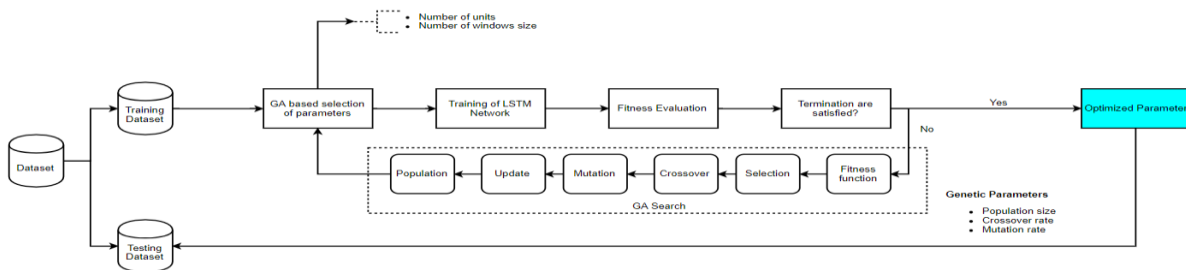 Number of units
Number of windows size
Training
Dataset
GA based selection
of parameters
Training of LSTM
Network
Fitness Evaluation
Termination are
satisfied?
Yes
Optimized Parameter
No
Dataset
Population
Update
Mutation
Crossover
Selection
Fitness
function
GA Search
Genetic Parameters
Population size
Crossover rate
Mutation rate
Testing
Dataset